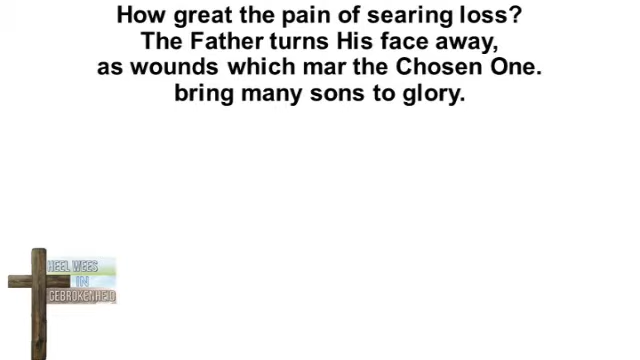 How great the pain of searing loss?
The Father turns His face away,
as wounds which mar the Chosen One.
bring many sons to glory.
HEEL WEES
IN
GEBROKENHEID